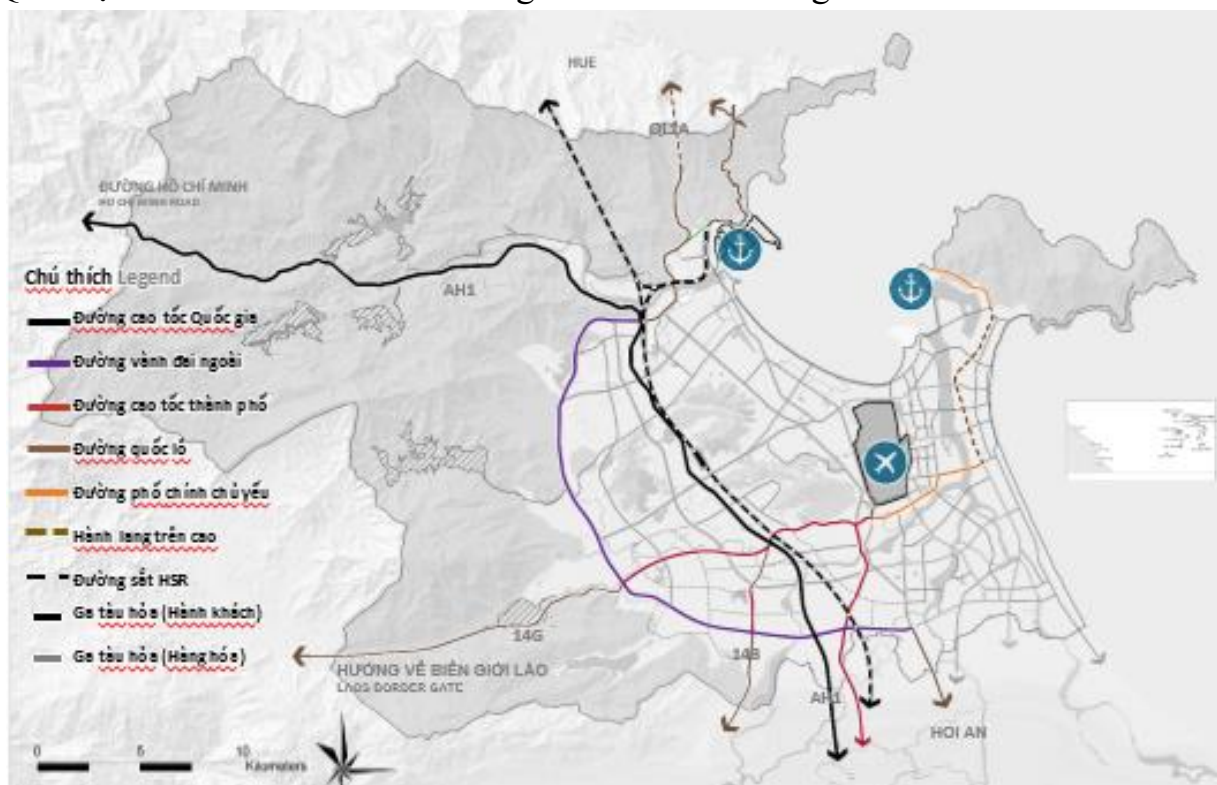 HUE
QL1A
ĐƯỜNG HỒ CHÍ MINH
HO CHI MINH ROAD
Chú thích Legend
AH1
Đường cao tốc Quốc gia
Đường vành đai ngoài
Đường cao tốc thành phố
Đường quốc lộ
Đường phố chính chủ yếu
Hành lang trên cao
Đường sắt HSR
Ga tàu hỏa (Hành khách)
Ga tàu hỏa (Hàng hóa)
14G
14B
HƯỚNG VỀ BIÊN GIỚI LÀO
LAOS BORDER GATE
AH1
HOI AN
0 5 10
Kilometers